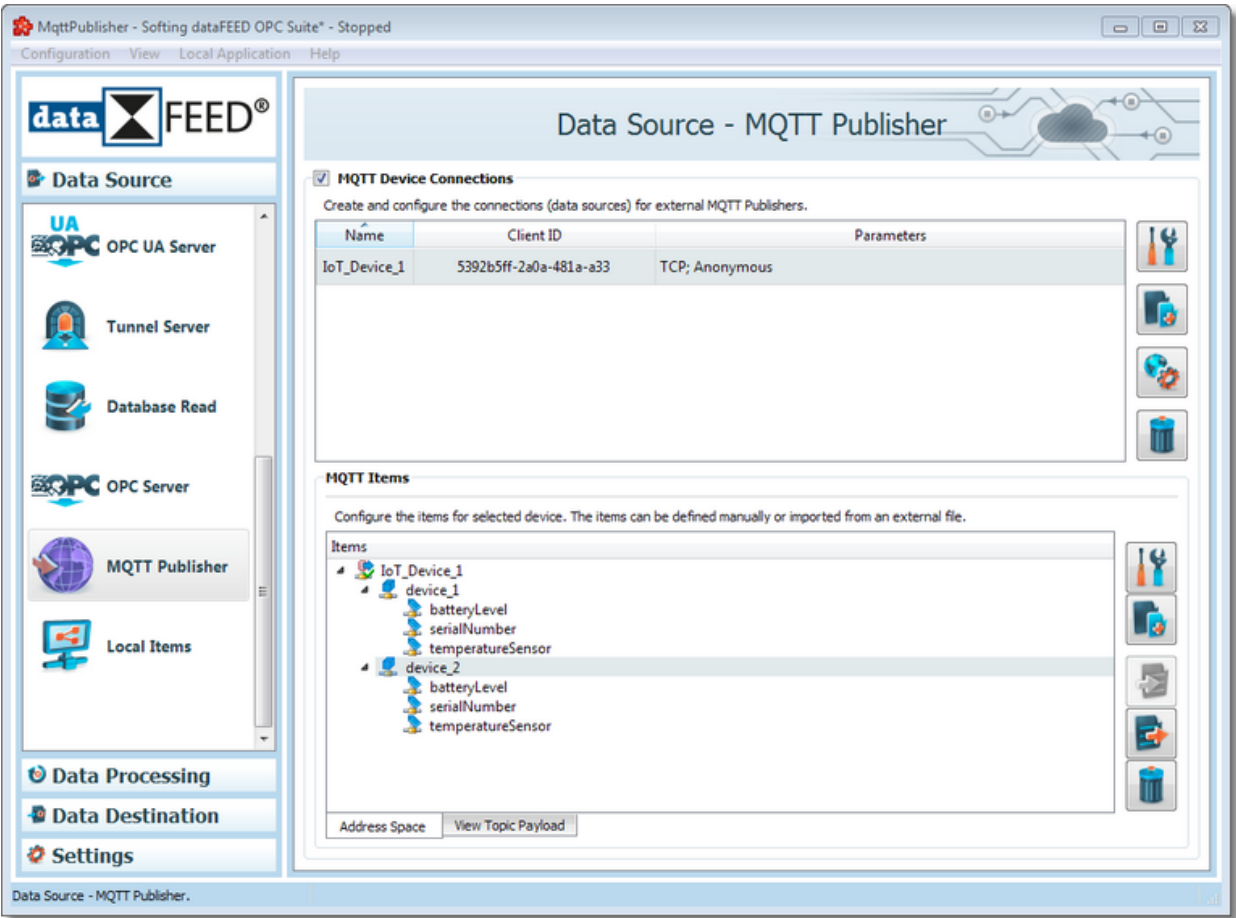 MqttPublisher - Softing dataFEED OPC Suite* - Stopped
Configuration View Local Application Help
data FEED®
Data Source - MQTT Publisher
Data Source
MQTT Device Connections
Create and configure the connections (data sources) for external MQTT Publishers.
Name Client ID Parameters
IoT_Device_1 5392b5ff-2a0a-481a-a33 TCP; Anonymous
UA
OPC OPC UA Server
Tunnel Server
Database Read
OPC OPC Server
MQTT Publisher
Local Items
MQTT Items
Configure the items for selected device. The items can be defined manually or imported from an external file.
Items
IoT_Device_1
device_1
batteryLevel
serialNumber
temperatureSensor
device_2
batteryLevel
serialNumber
temperatureSensor
Address Space View Topic Payload
Data Processing
Data Destination
Settings
Data Source - MQTT Publisher.